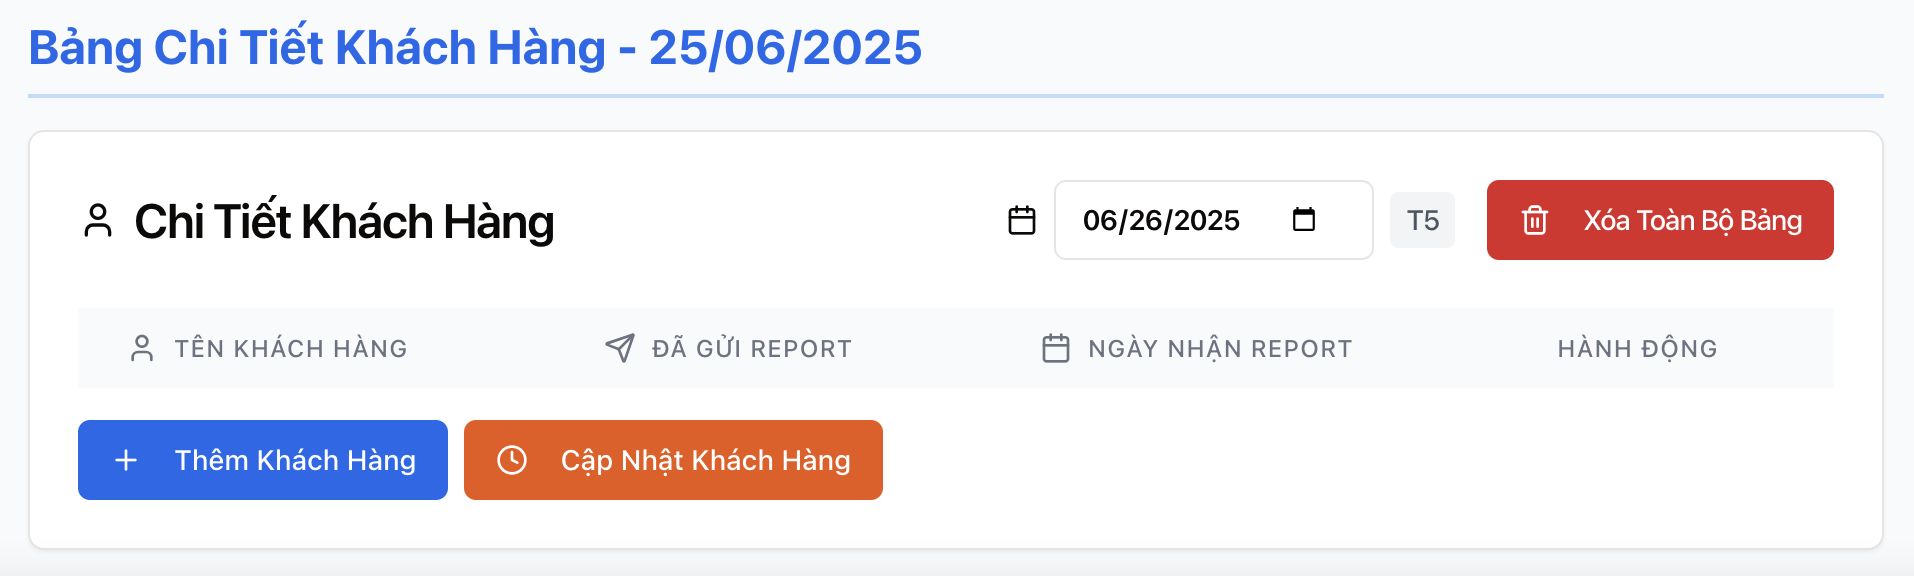 Bảng Chi Tiết Khách Hàng - 25/06/2025
Chi Tiết Khách Hàng
06/26/2025
T5
Xóa Toàn Bộ Bảng
TÊN KHÁCH HÀNG
ĐÃ GỬI REPORT
NGÀY NHẬN REPORT
HÀNH ĐỘNG
Thêm Khách Hàng
Cập Nhật Khách Hàng